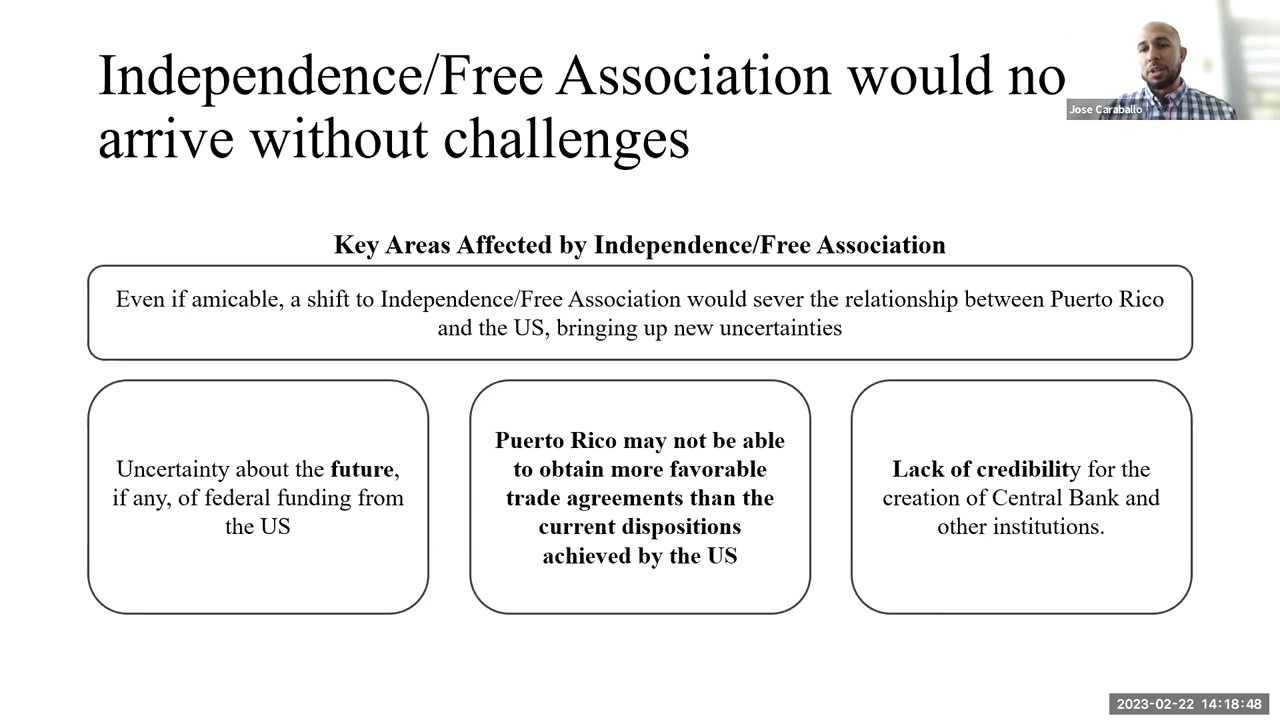 Independence/Free Association would no
arrive without challenges
Jose Caraballo
Key Areas Affected by Independence/Free Association
Even if amicable, a shift to Independence/Free Association would sever the relationship between Puerto Rico
and the US, bringing up new uncertainties
Uncertainty about the future,
if any, of federal funding from
the US
Puerto Rico may not be able
to obtain more favorable
trade agreements than the
current dispositions
achieved by the US
Lack of credibility for the
creation of Central Bank and
other institutions.
2023-02-22 14:18:48